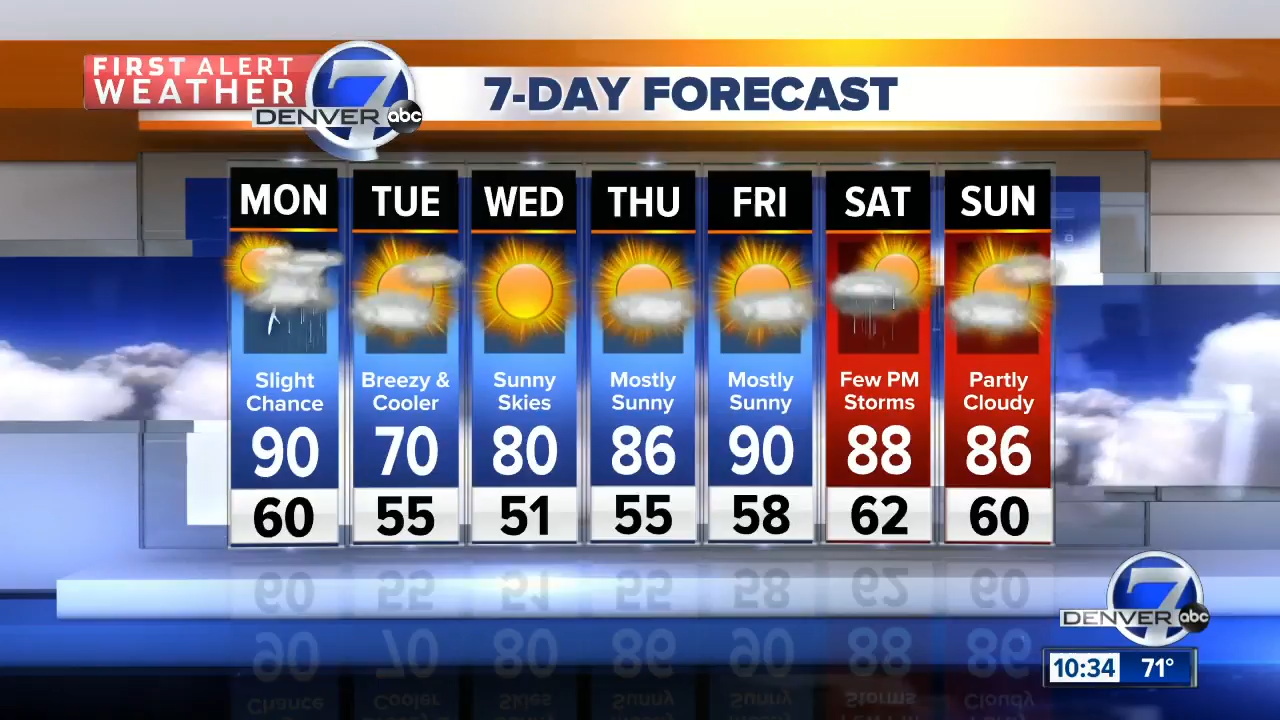 FIRST ALERT
WEATHER
7
DENVER abc
7-DAY FORECAST
MON TUE WED THU FRI SAT SUN
Slight Breezy & Sunny Mostly Mostly Few PM Partly
Chance Cooler Skies Sunny Sunny Storms Cloudy
90 70 80 86 90 88 86
60 55 51 55 58 62 60
7
DENVER abc
10:34 71°